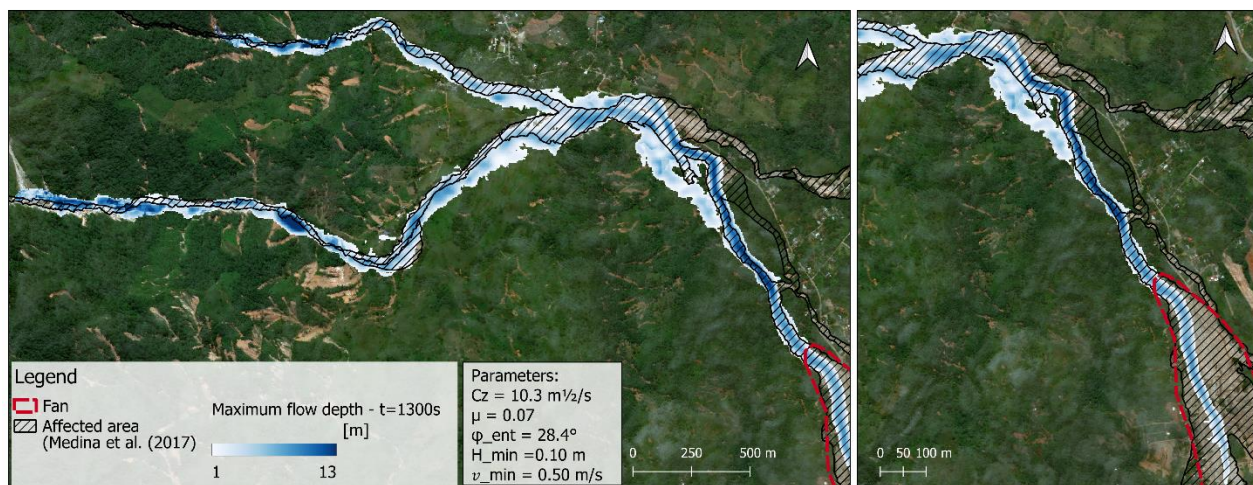 Legend
Fan
Affected area
(Medina et al. (2017)
Maximum flow depth - t=1300s
[m]
1 13
Parameters:
Cz = 10.3 m½/s
μ = 0.07
φ_ent = 28.4º
H_min =0.10 m
𝑣_min = 0.50 m/s
0 250 500 m
0 50 100 m